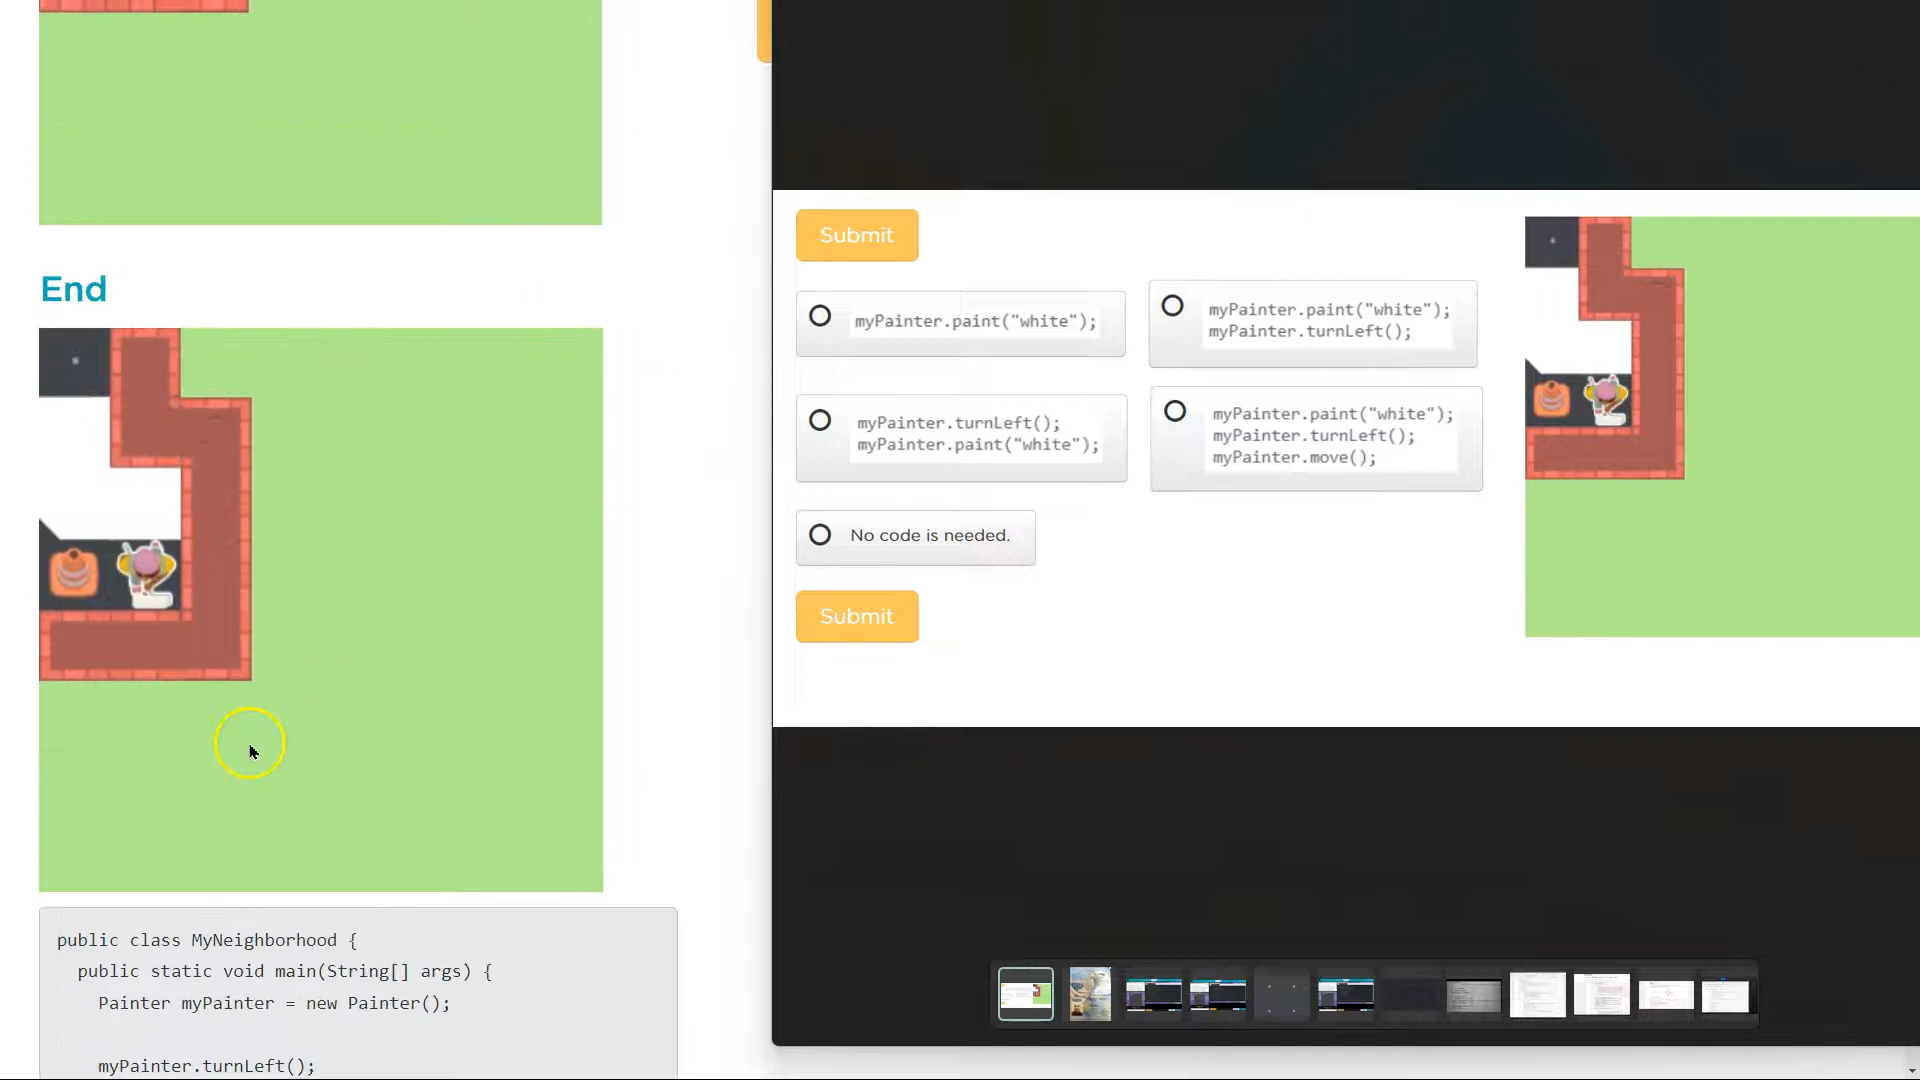 End
public class MyNeighborhood {
public static void main(String[] args) {
Painter myPainter = new Painter();
myPainter.turnLeft();
Submit
myPainter.paint("white");
myPainter.paint("white");
myPainter.turnLeft();
myPainter.turnLeft();
myPainter.paint("white");
myPainter.paint("white");
myPainter.turnLeft();
myPainter.move();
No code is needed.
Submit